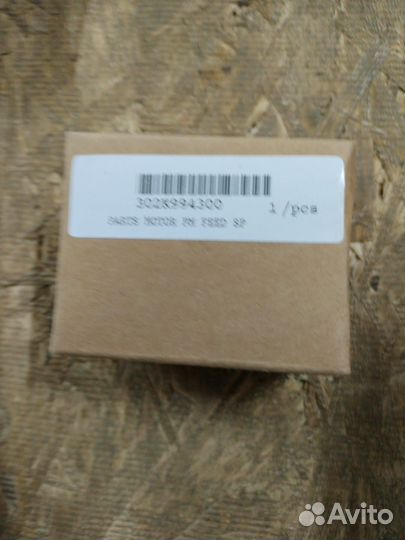 302K994300 1/pcs
PARTS MOTOR PM FEED SP
Avito